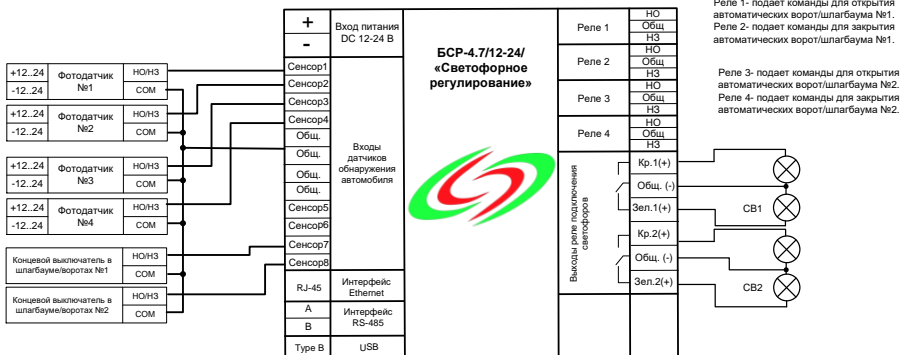 +12..24
-12..24
Фотодатчик
№1
НО/НЗ
COM
+12..24
-12..24
Фотодатчик
№2
НО/НЗ
COM
+12..24
-12..24
Фотодатчик
№3
НО/НЗ
COM
+12..24
-12..24
Фотодатчик
№4
НО/НЗ
COM
Концевой выключатель в
шлагбауме/воротах №1
НО/НЗ
COM
Концевой выключатель в
шлагбауме/воротах №2
НО/НЗ
COM
+
-
Вход питания
DC 12-24 В
Сенсор1
Сенсор2
Сенсор3
Сенсор4
Общ.
Общ.
Общ.
Общ.
Сенсор5
Сенсор6
Сенсор7
Сенсор8
Входы
датчиков
обнаружения
автомобиля
RJ-45
Интерфейс
Ethernet
A
B
Интерфейс
RS-485
Type B
USB
БСР-4.7/12-24/
«Светофорное
регулирование»
Реле 1
НО
Общ
НЗ
Реле 2
НО
Общ
НЗ
Реле 3
НО
Общ
НЗ
Реле 4
НО
Общ
НЗ
Выходы реле подключения
светофоров
Кр.1(+)
Общ. (-)
Зел.1(+)
Кр.2(+)
Общ. (-)
Зел.2(+)
СВ1
СВ2
Реле 1- подает команды для открытия
автоматических ворот/шлагбаума №1.
Реле 2- подает команды для закрытия
автоматических ворот/шлагбаума №1.
Реле 3- подает команды для открытия
автоматических ворот/шлагбаума №2.
Реле 4- подает команды для закрытия
автоматических ворот/шлагбаума №2.